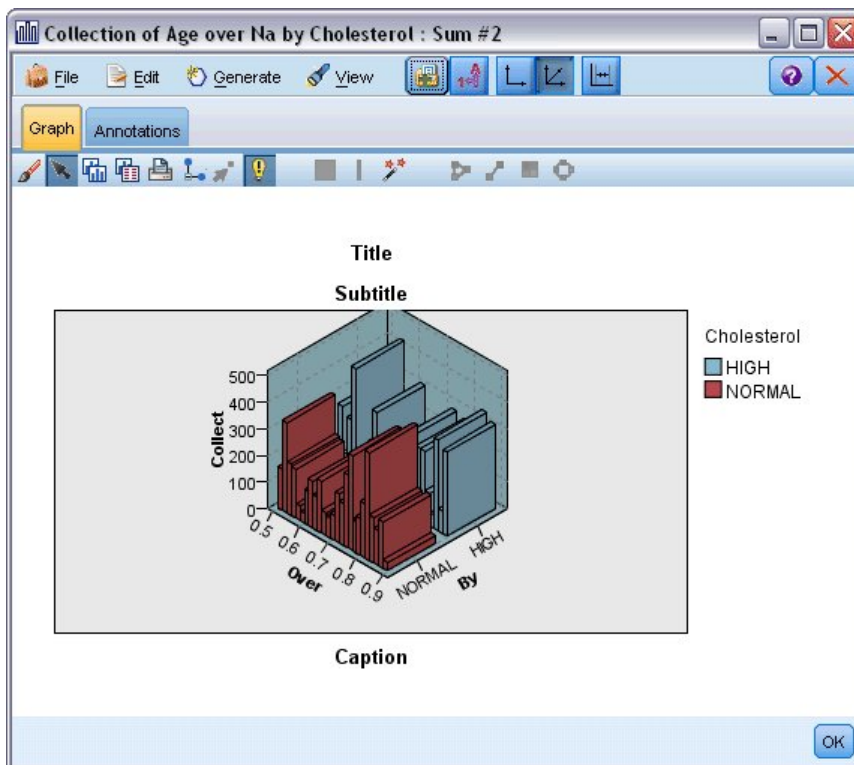 Collection of Age over Na by Cholesterol : Sum #2
File Edit Generate View
Graph Annotations
Title
Subtitle
Cholesterol
HIGH
NORMAL
500
400
300
200
100
0
Collect
0.5 0.6 0.7 0.8 0.9
Over
NORMAL HIGH
By
Caption
OK